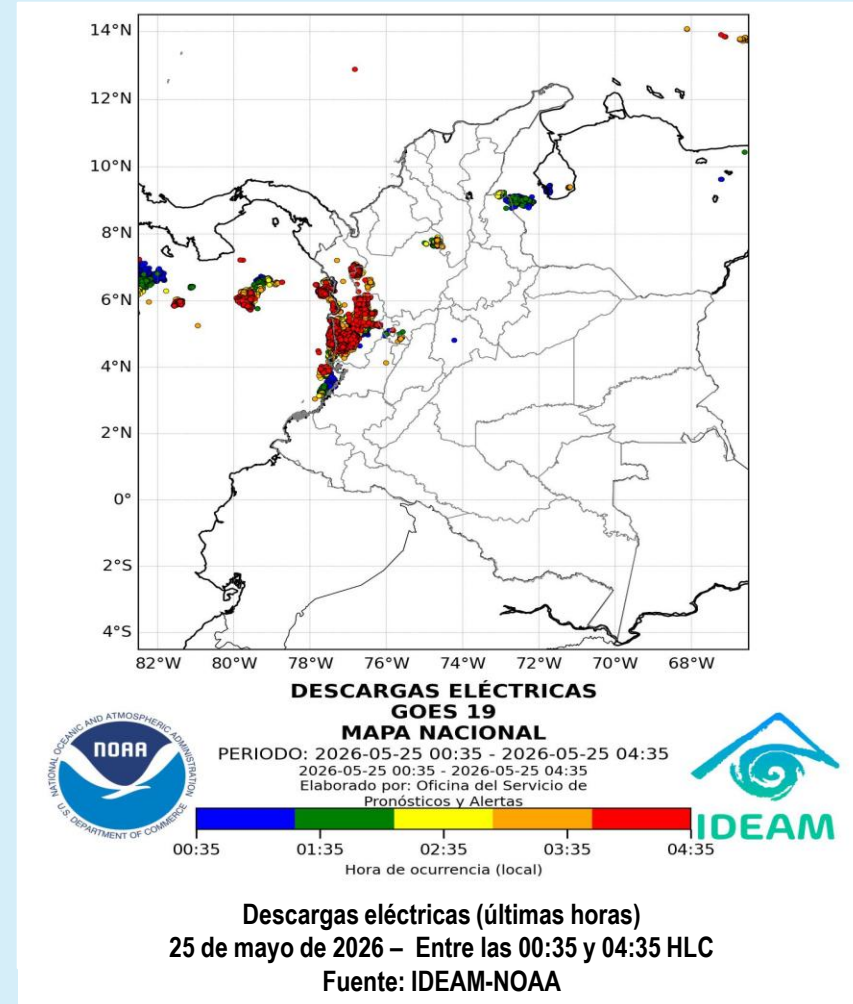 14°N
12°N
10°N
8°N
6°N
4°N
2°N
0°
2°S
4°S
82°W 80°W 78°W 76°W 74°W 72°W 70°W 68°W
DESCARGAS ELÉCTRICAS
GOES 19
MAPA NACIONAL
PERIODO: 2026-05-25 00:35 - 2026-05-25 04:35
2026-05-25 00:35 - 2026-05-25 04:35
Elaborado por: Oficina del Servicio de
Pronósticos y Alertas
NATIONAL OCEANIC AND ATMOSPHERIC ADMINISTRATION
NOAA
U.S. DEPARTMENT OF COMMERCE
IDEAM
00:35 01:35 02:35 03:35 04:35
Hora de ocurrencia (local)
Descargas eléctricas (últimas horas)
25 de mayo de 2026 – Entre las 00:35 y 04:35 HLC
Fuente: IDEAM-NOAA